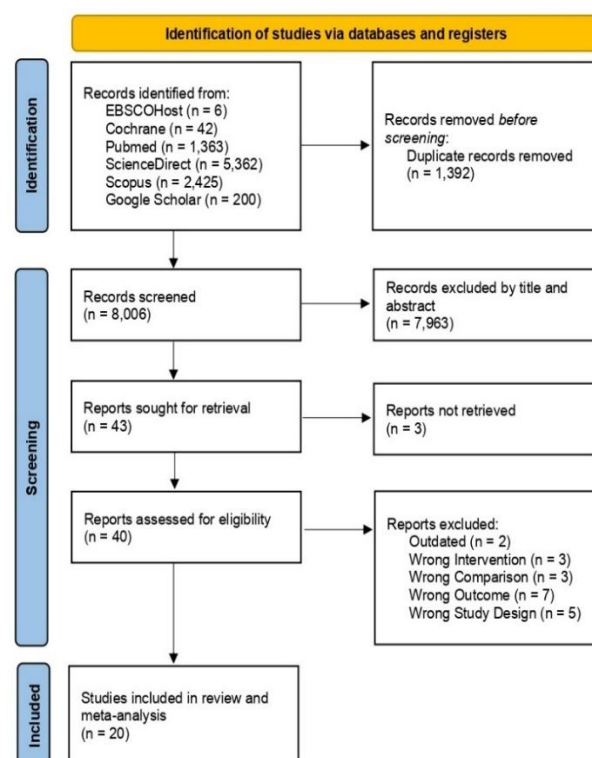 Identification of studies via databases and registers
Identification
Records identified from:
EBSCOHost (n = 6)
Cochrane (n = 42)
Pubmed (n = 1,363)
ScienceDirect (n = 5,362)
Scopus (n = 2,425)
Google Scholar (n = 200)
Records removed before
screening:
Duplicate records removed
(n = 1,392)
Screening
Records screened
(n = 8,006)
Records excluded by title and
abstract
(n = 7,963)
Reports sought for retrieval
(n = 43)
Reports not retrieved
(n = 3)
Reports assessed for eligibility
(n = 40)
Reports excluded:
Outdated (n = 2)
Wrong Intervention (n = 3)
Wrong Comparison (n = 3)
Wrong Outcome (n = 7)
Wrong Study Design (n = 5)
Included
Studies included in review and
meta-analysis
(n = 20)